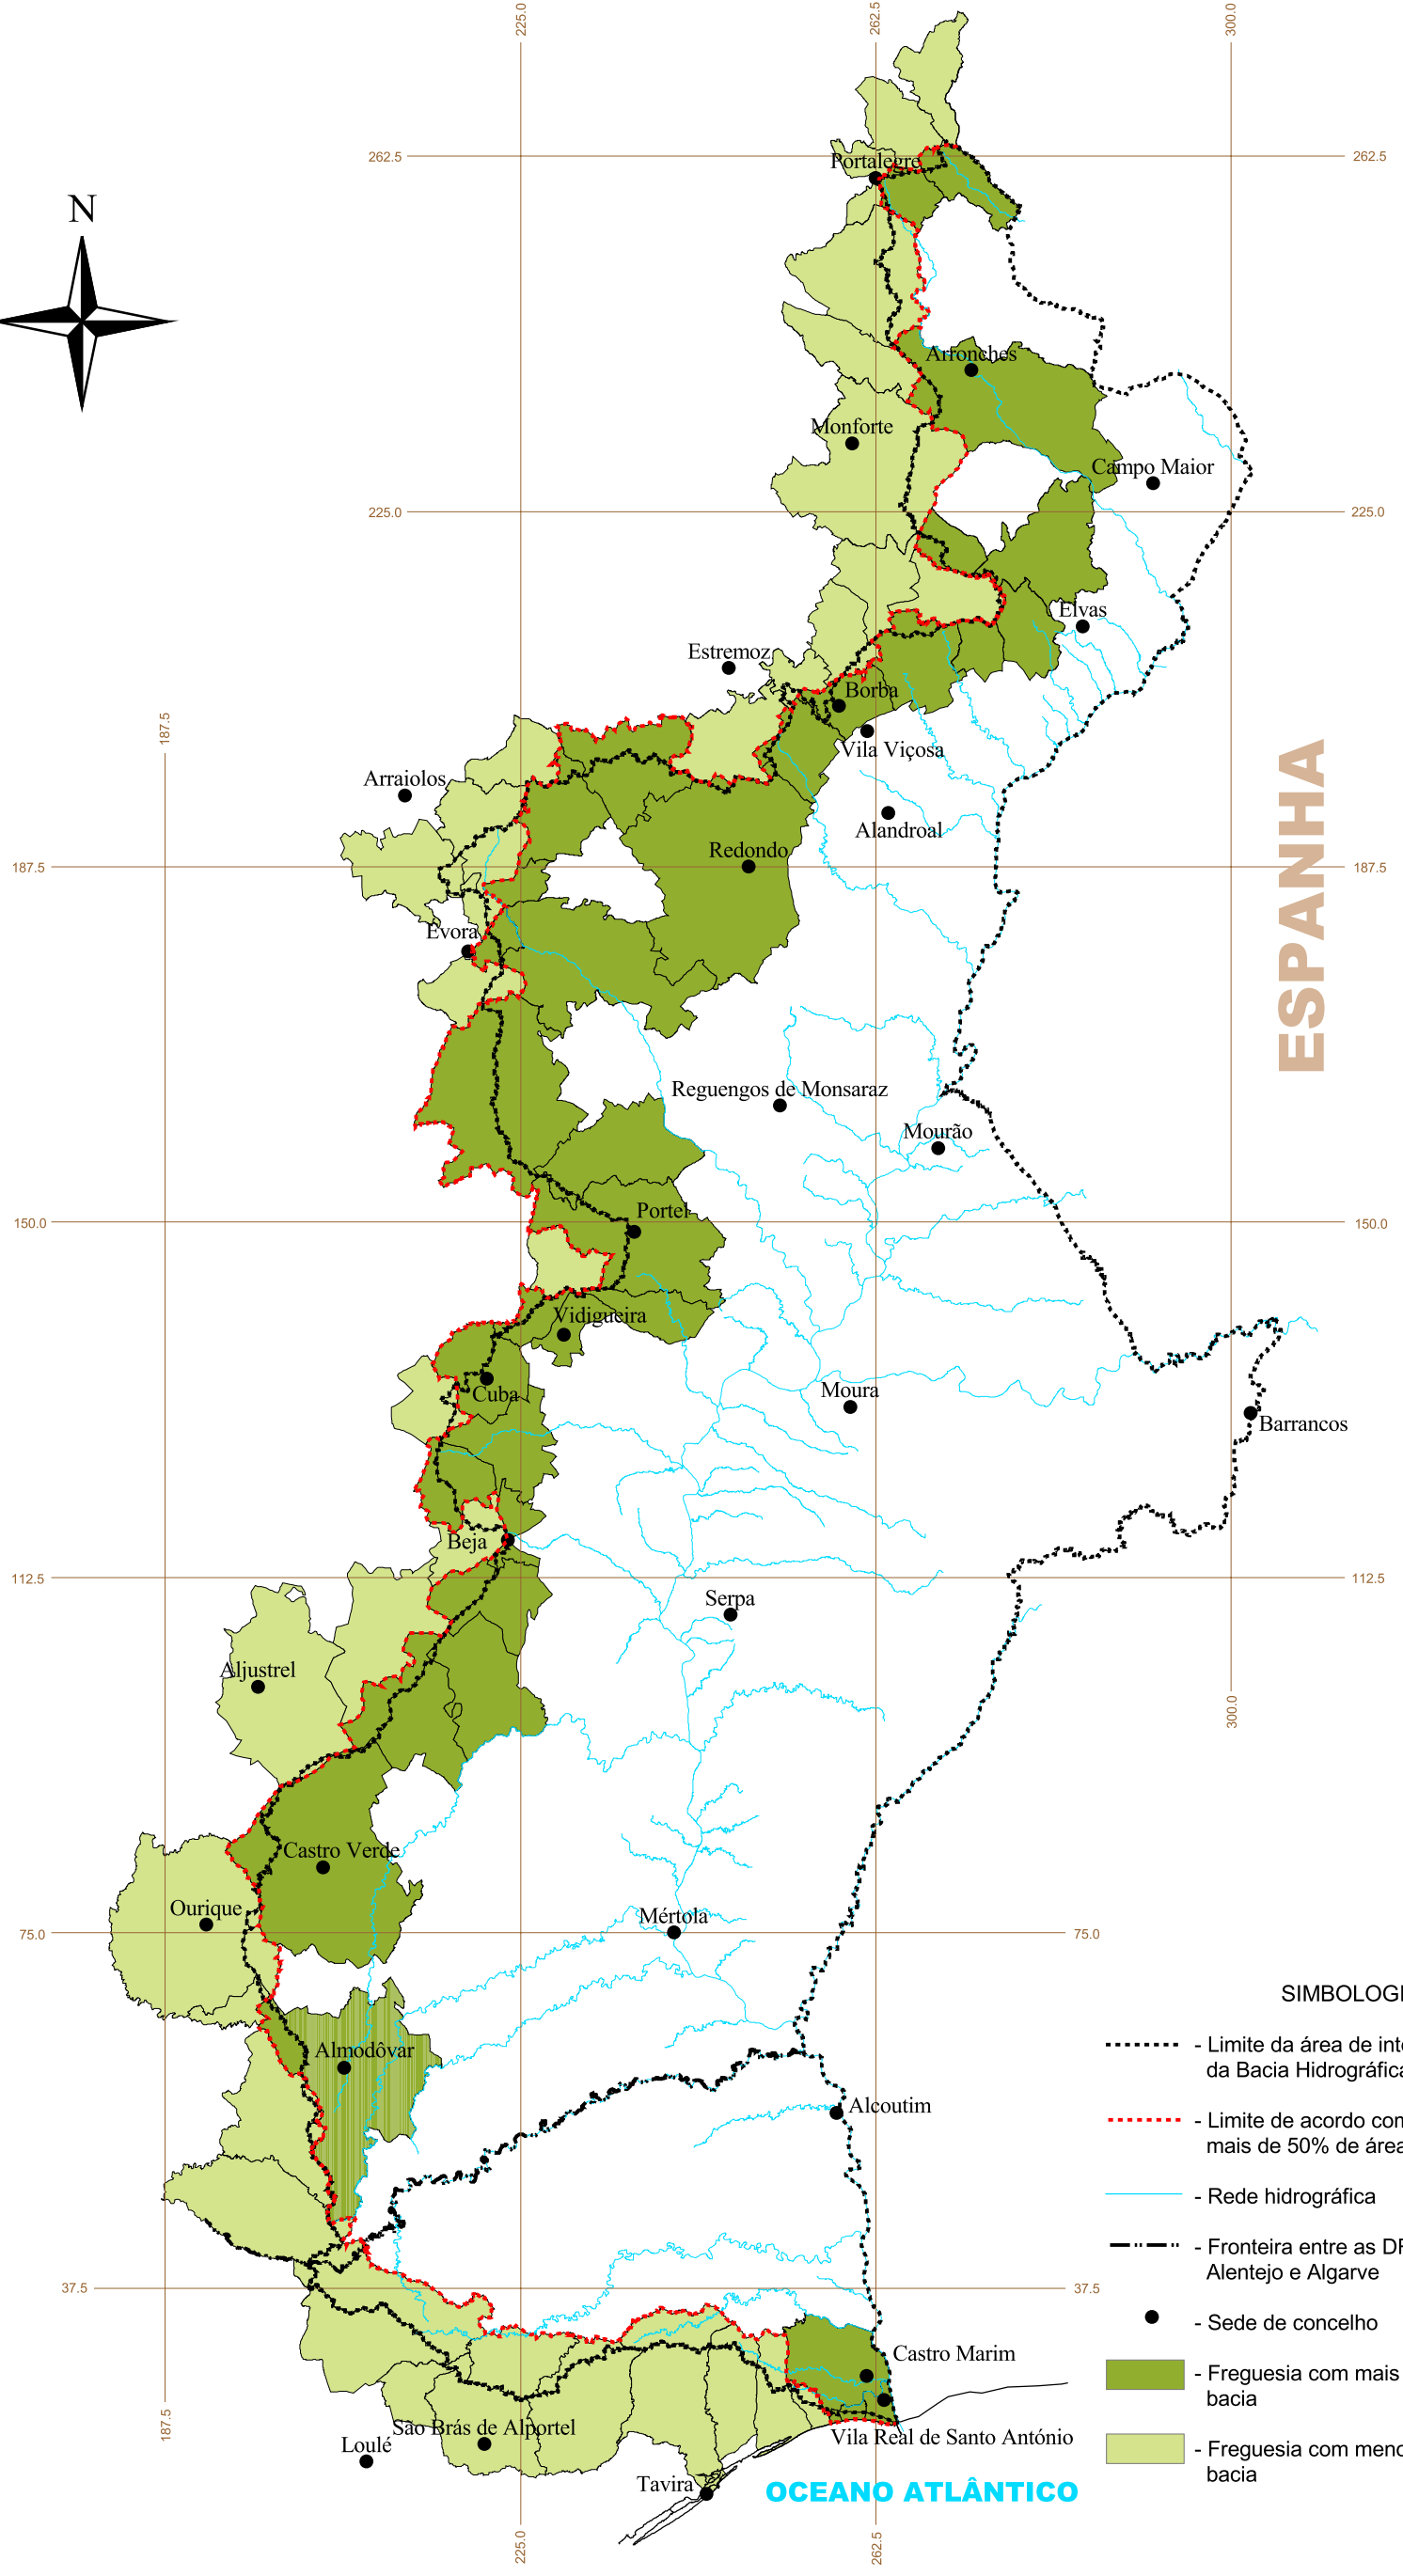 225.0
262.5
300.0
262.5
Portalegre
262.5
N
Arronches
Monforte
Campo Maior
225.0
225.0
Elvas
Estremoz
Borba
187.5
Vila Viçosa
Arraiolos
Alandroal
ESPANHA
Redondo
187.5
187.5
Évora
Reguengos de Monsaraz
Mourão
150.0
Portel
150.0
Vidigueira
Cuba
Moura
Barrancos
Beja
112.5
112.5
Serpa
Aljustrel
300.0
Castro Verde
Ourique
Mértola
75.0
75.0
SIMBOLOGI
- Limite da área de inte
da Bacia Hidrográfica
Almodôvar
Alcoutim
- Limite de acordo con
mais de 50% de área
- Rede hidrográfica
- Fronteira entre as DR
Alentejo e Algarve
37.5
37.5
- Sede de concelho
Castro Marim
- Freguesia com mais
bacia
187.5
São Brás de Alportel
Loulé
Vila Real de Santo António
- Freguesia com meno
bacia
Tavira
OCEANO ATLÂNTICO
225.0
262.5